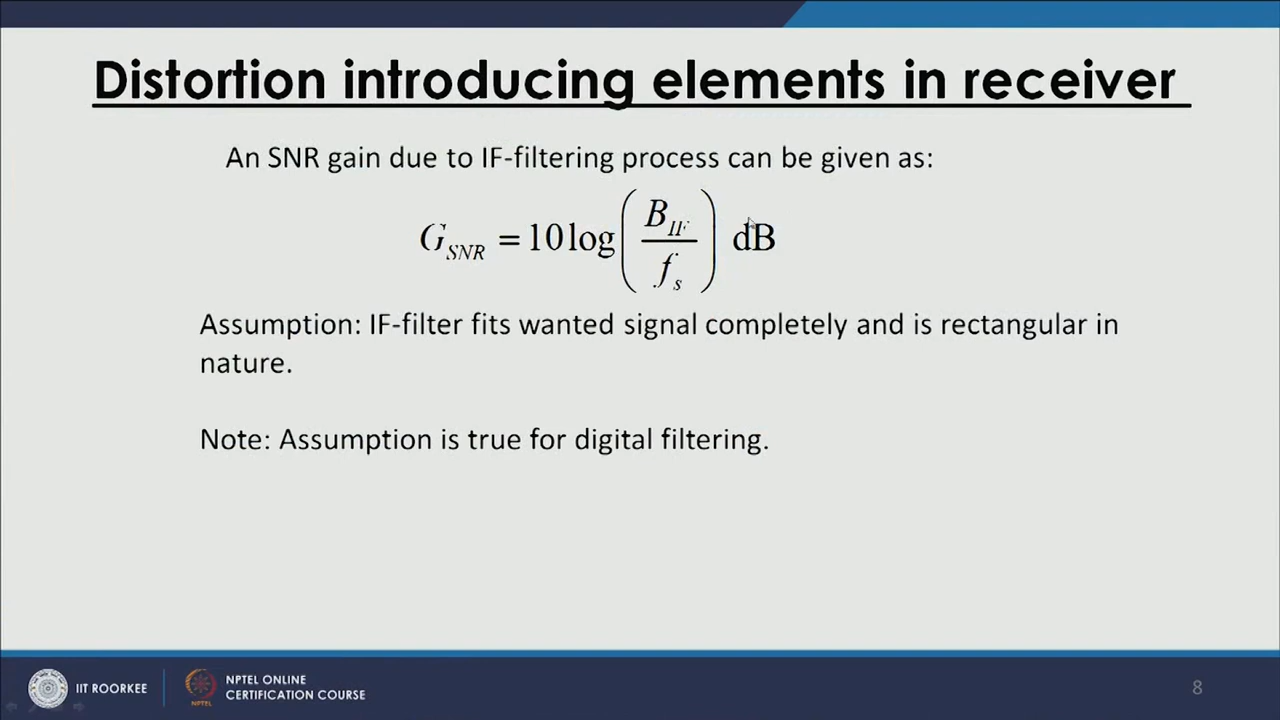 Distortion introducing elements in receiver
An SNR gain due to IF-filtering process can be given as:
G_SNR = 10 log ( B_IF / f_s ) dB
Assumption: IF-filter fits wanted signal completely and is rectangular in
nature.
Note: Assumption is true for digital filtering.
IIT ROORKEE
NPTEL
NPTEL ONLINE
CERTIFICATION COURSE
8